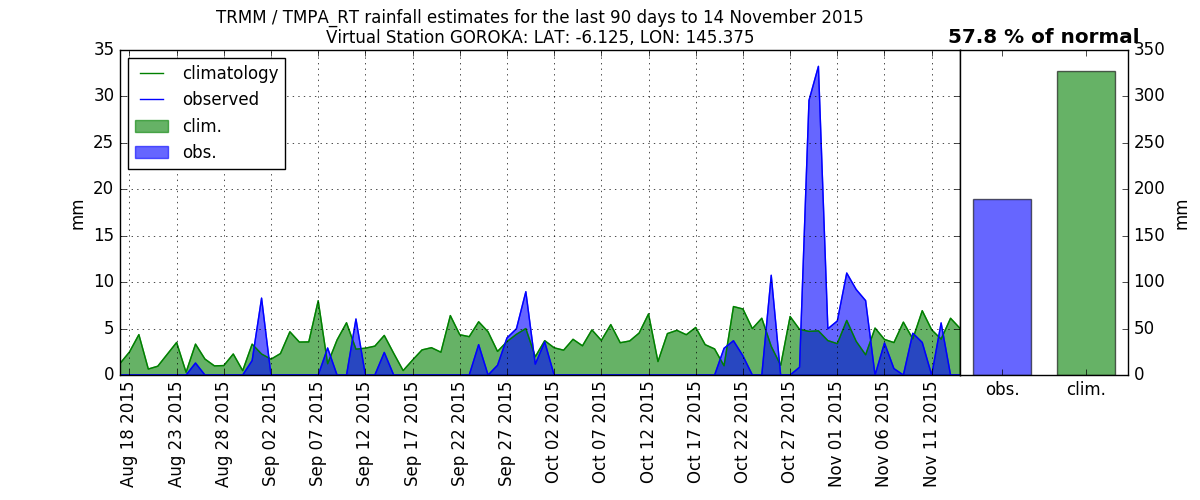 TRMM / TMPA_RT rainfall estimates for the last 90 days to 14 November 2015
Virtual Station GOROKA: LAT: -6.125, LON: 145.375
57.8 % of normal
climatology
observed
clim.
obs.
mm
35
30
25
20
15
10
5
0
Aug 18 2015
Aug 23 2015
Aug 28 2015
Sep 02 2015
Sep 07 2015
Sep 12 2015
Sep 17 2015
Sep 22 2015
Sep 27 2015
Oct 02 2015
Oct 07 2015
Oct 12 2015
Oct 17 2015
Oct 22 2015
Oct 27 2015
Nov 01 2015
Nov 06 2015
Nov 11 2015
350
300
250
200
150
100
50
0
mm
obs.
clim.